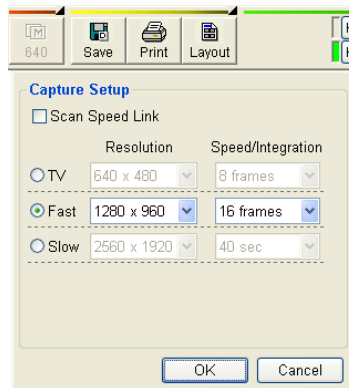 M
640 Save Print Layout
H
H
Capture Setup
Scan Speed Link
Resolution Speed/Integration
TV 640 x 480 8 frames
Fast 1280 x 960 16 frames
Slow 2560 x 1920 40 sec
OK Cancel